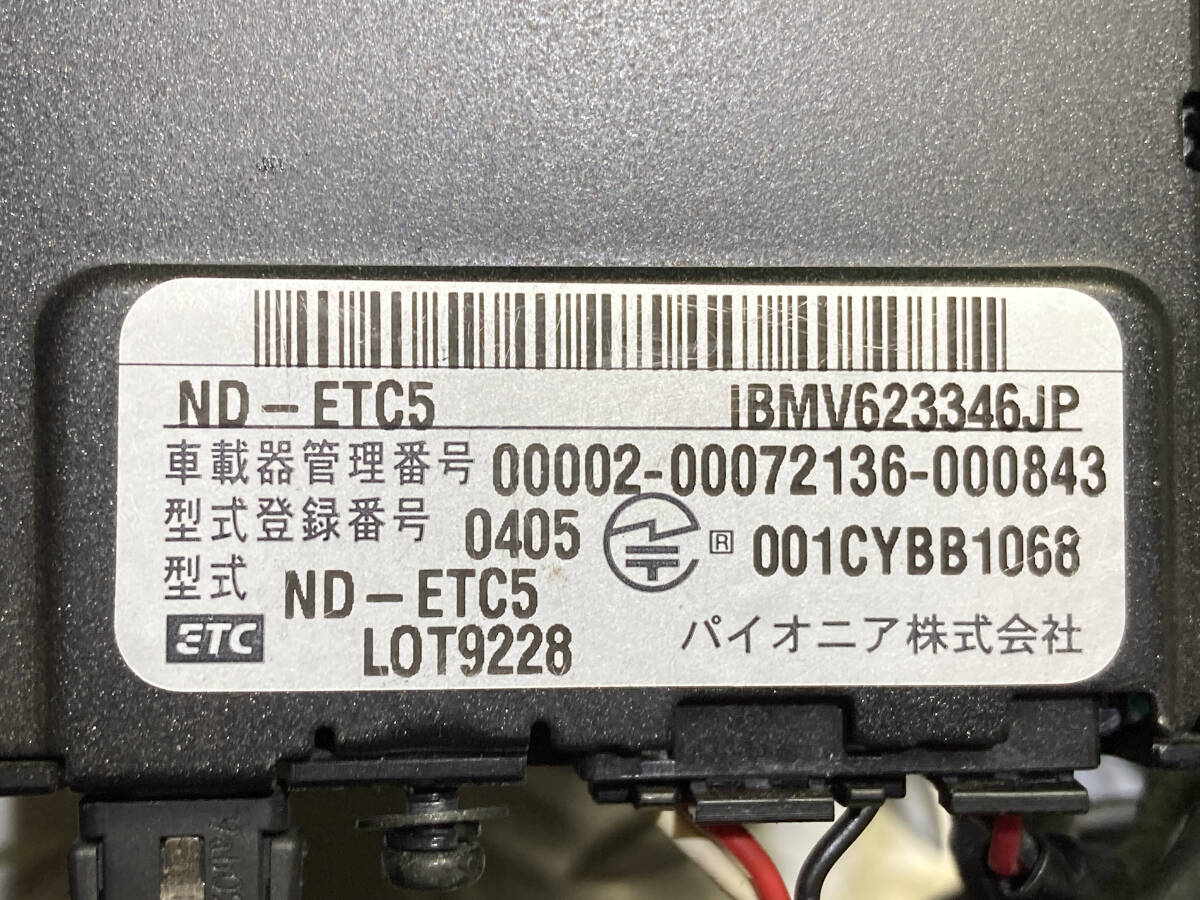 ND-ETC5 IBMV623346JP
車載器管理番号 00002-00072136-000843
型式登録番号 0405 R 001CYBB1068
型式 ND-ETC5
ETC LOT9228 パイオニア株式会社